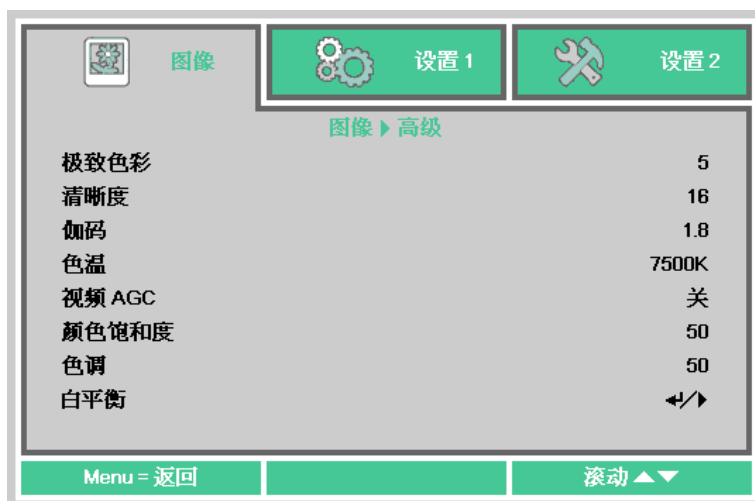 图像 设置 1 设置 2
图像 ▶ 高级
极致色彩 5
清晰度 16
伽码 1.8
色温 7500K
视频 AGC 关
颜色饱和度 50
色调 50
白平衡 ↵/▶
Menu = 返回 滚动 ▲▼